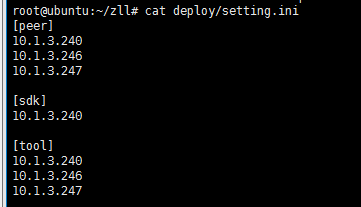 root@ubuntu:~/zll# cat deploy/setting.ini
[peer]
10.1.3.240
10.1.3.246
10.1.3.247
[sdk]
10.1.3.240
[tool]
10.1.3.240
10.1.3.246
10.1.3.247